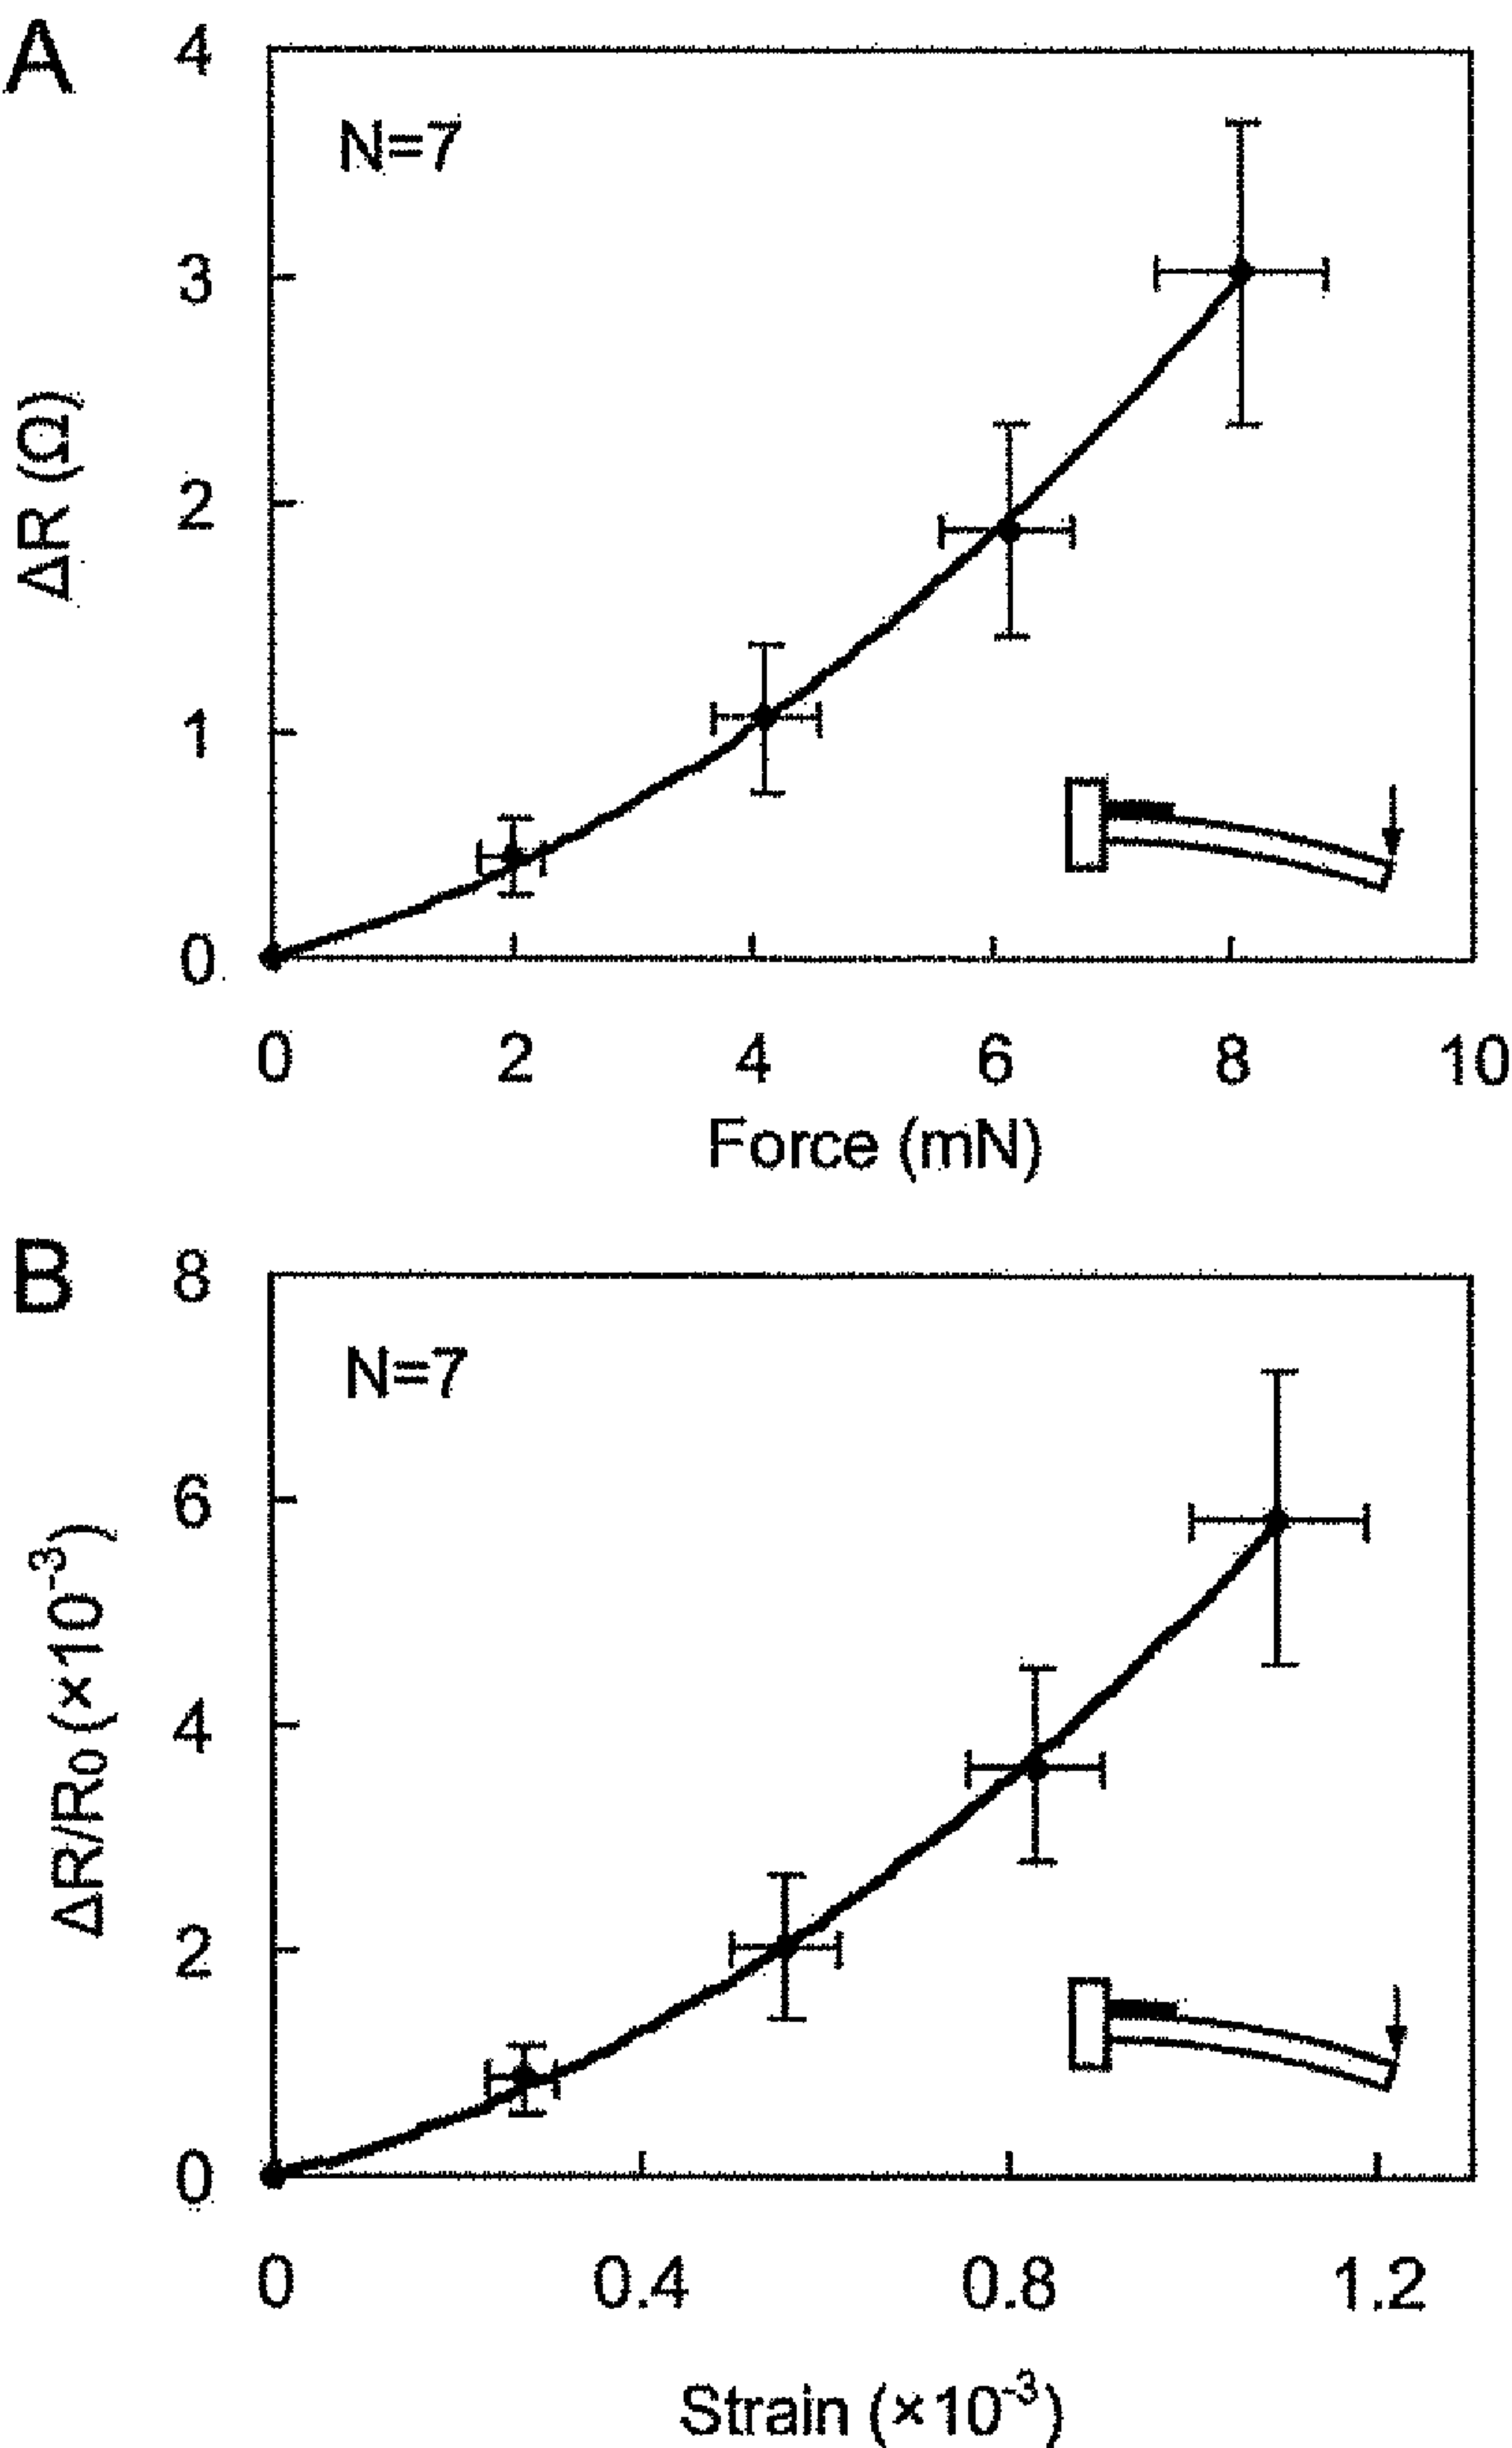 A
4
N=7
3
ΔR (Ω)
2
1
0
0 2 4 6 8 10
Force (mN)
B
8
N=7
6
ΔR/R₀ (×10⁻³)
4
2
0
0 0.4 0.8 1.2
Strain (×10⁻³)